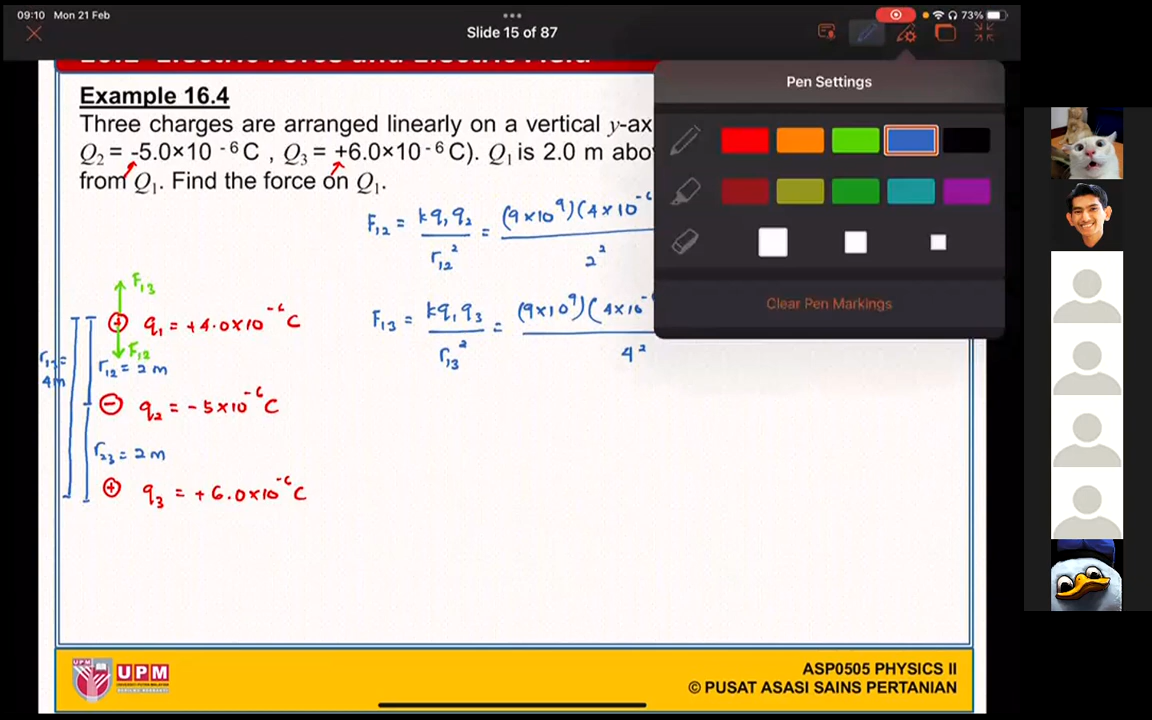 09:10 Mon 21 Feb
73%
Slide 15 of 87
Pen Settings
Example 16.4
Three charges are arranged linearly on a vertical y-ax
Q₂ = -5.0×10 ⁻⁶ C , Q₃ = +6.0×10⁻⁶ C). Q₁ is 2.0 m abo
from Q₁. Find the force on Q₁.
F₁₂ = kq₁q₂ / r₁₂² = (9×10⁹)(4×10⁻⁶ / 2²
Clear Pen Markings
F₁₃ = kq₁q₃ / r₁₃² = (9×10⁹)(4×10⁻⁶ / 4²
F₁₃
q₁ = +4.0×10⁻⁶ C
F₁₂
r₁₃ = 4m
r₁₂ = 2 m
q₂ = -5×10⁻⁶ C
r₂₃ = 2 m
q₃ = +6.0×10⁻⁶ C
UPM
UPM
ASP0505 PHYSICS II
© PUSAT ASASI SAINS PERTANIAN